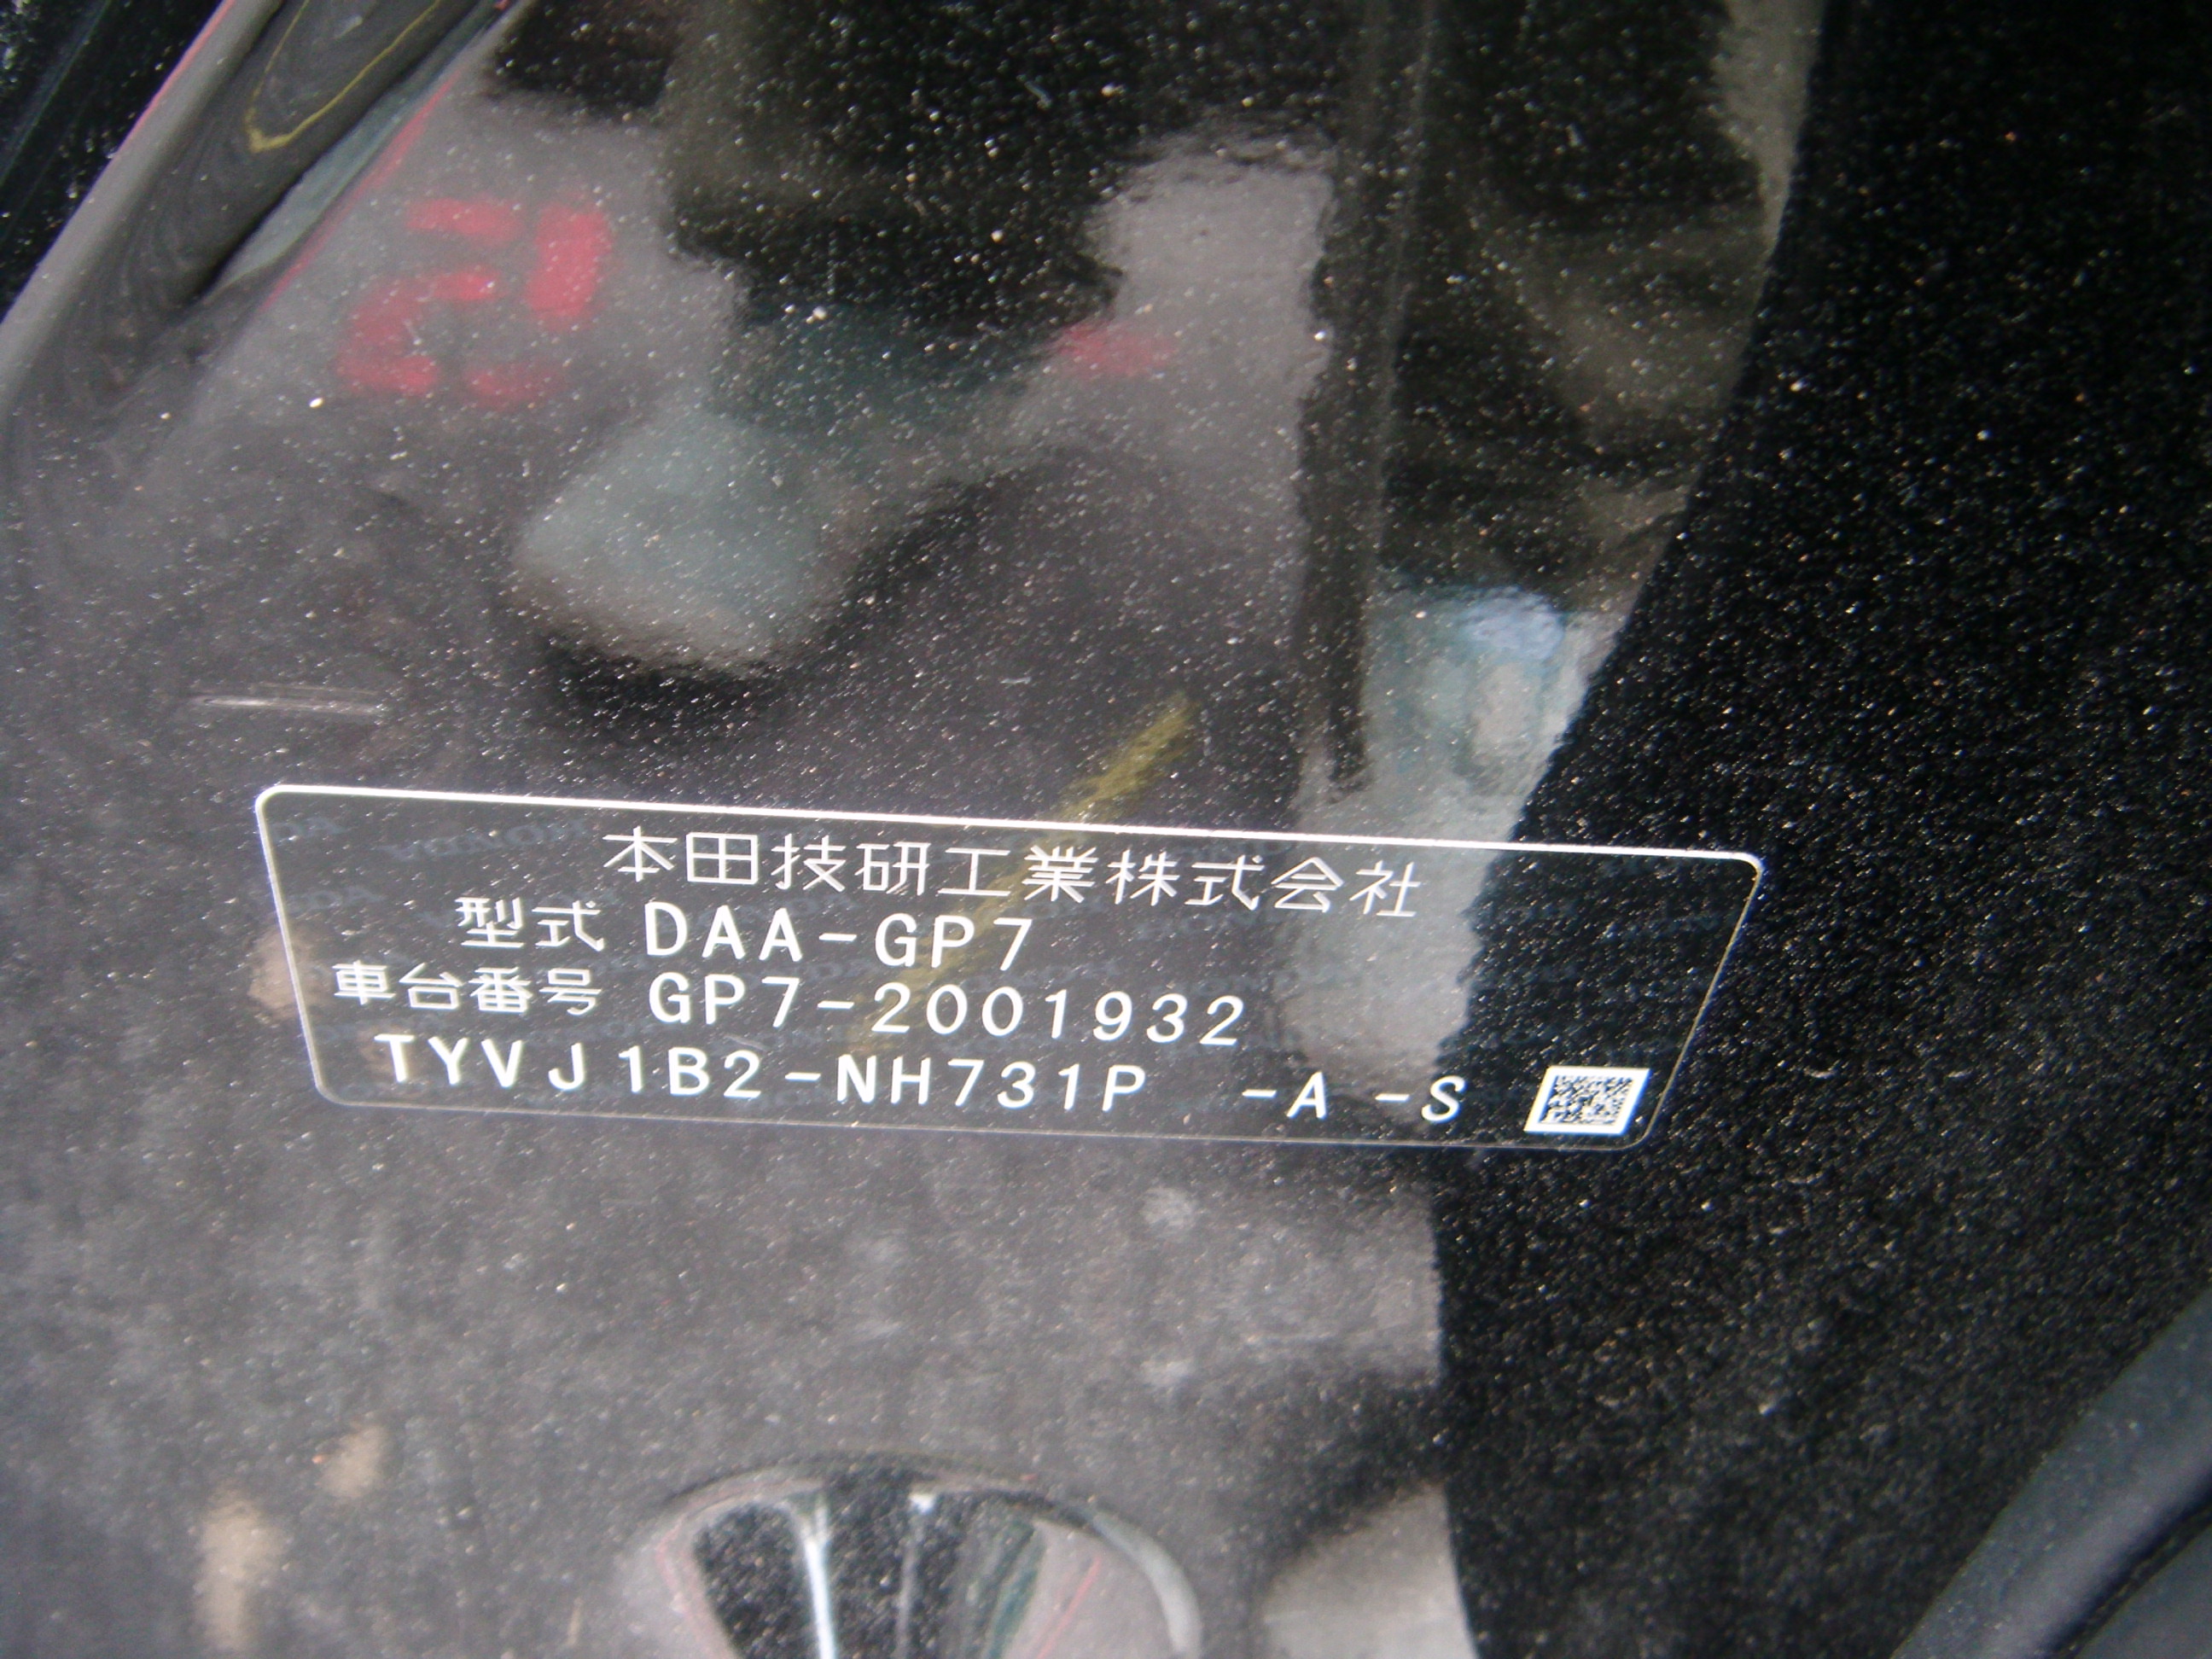 本田技研工業株式会社
型式 DAA-GP7
車台番号 GP7-2001932
TYVJ1B2-NH731P -A -S